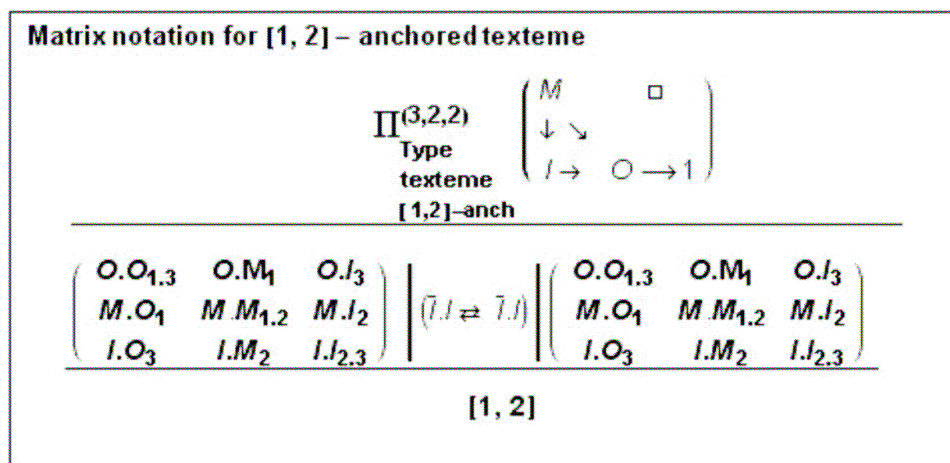 Matrix notation for [1, 2] – anchored texteme
∏(3,2,2) M □
Type ↓ ↘
texteme I → O ⟶ 1
[1,2]–anch
O.O1.3 O.M1 O.I3 O.O1.3 O.M1 O.I3
M.O1 M.M1.2 M.I2 | (ī.I ⇄ ī.I) | M.O1 M.M1.2 M.I2
I.O3 I.M2 I.I2.3 I.O3 I.M2 I.I2.3
[1, 2]